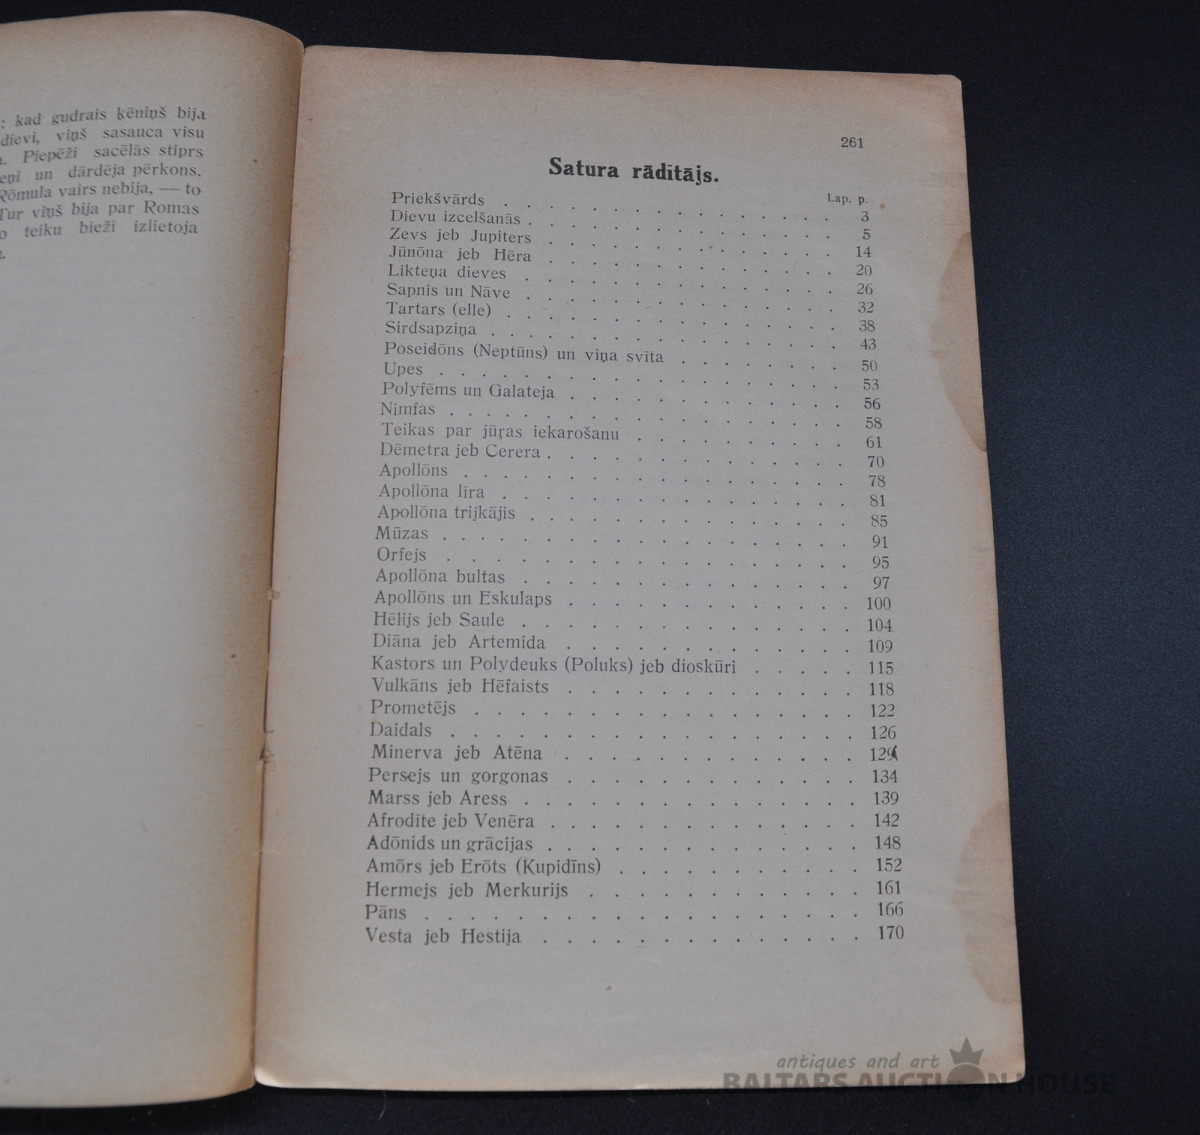 : kad gudrais ķēniņš bija
dievi, viņš sasauca visu
Piepēži sacēlās stiprs
un dārdēja pērkons.
Rōmula vairs nebija, — to
Tur viņš bija par Romas
o teiku bieži izlietoja
261
Satura rādītājs.
Lap. p.
Priekšvārds . . . . . . . . . . . . 3
Dievu izcelšanās . . . . . . . . . . . . 5
Zevs jeb Jupiters . . . . . . . . . . . . 14
Jūnōna jeb Hēra . . . . . . . . . . . . 20
Likteņa dieves . . . . . . . . . . . . 26
Sapnis un Nāve . . . . . . . . . . . . 32
Tartars (elle) . . . . . . . . . . . . 38
Sirdsapziņa . . . . . . . . . . . . 43
Poseidōns (Neptūns) un viņa svīta . . . . . . 50
Upes . . . . . . . . . . . . 53
Polyfēms un Galateja . . . . . . . . . . 56
Nimfas . . . . . . . . . . . . 58
Teikas par jūras iekarošanu . . . . . . . 61
Dēmetra jeb Cerera . . . . . . . . . . 70
Apollōns . . . . . . . . . . . . 78
Apollōna līra . . . . . . . . . . . . 81
Apollōna trijkājis . . . . . . . . . . . 85
Mūzas . . . . . . . . . . . . 91
Orfejs . . . . . . . . . . . . 95
Apollōna bultas . . . . . . . . . . . 97
Apollōns un Eskulaps . . . . . . . . . . 100
Hēlijs jeb Saule . . . . . . . . . . . 104
Diāna jeb Artemida . . . . . . . . . . 109
Kastors un Polydeuks (Poluks) jeb dioskūri . . . . . 115
Vulkāns jeb Hēfaists . . . . . . . . . . 118
Prometējs . . . . . . . . . . . . 122
Daidals . . . . . . . . . . . . 126
Minerva jeb Atēna . . . . . . . . . . 129
Persejs un gorgonas . . . . . . . . . . 134
Marss jeb Aress . . . . . . . . . . . 139
Afrodīte jeb Venēra . . . . . . . . . . 142
Adōnids un grācijas . . . . . . . . . . 148
Amōrs jeb Erōts (Kupidīns) . . . . . . . . 152
Hermejs jeb Merkurijs . . . . . . . . . 161
Pāns . . . . . . . . . . . . 166
Vesta jeb Hestija . . . . . . . . . . . 170
antiques and art
BALTARS AUCTION HOUSE